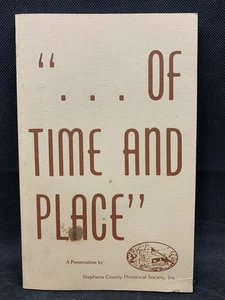 “. . . OF
TIME AND
PLACE”
A Presentation by
Stephens County Historical Society, Inc.